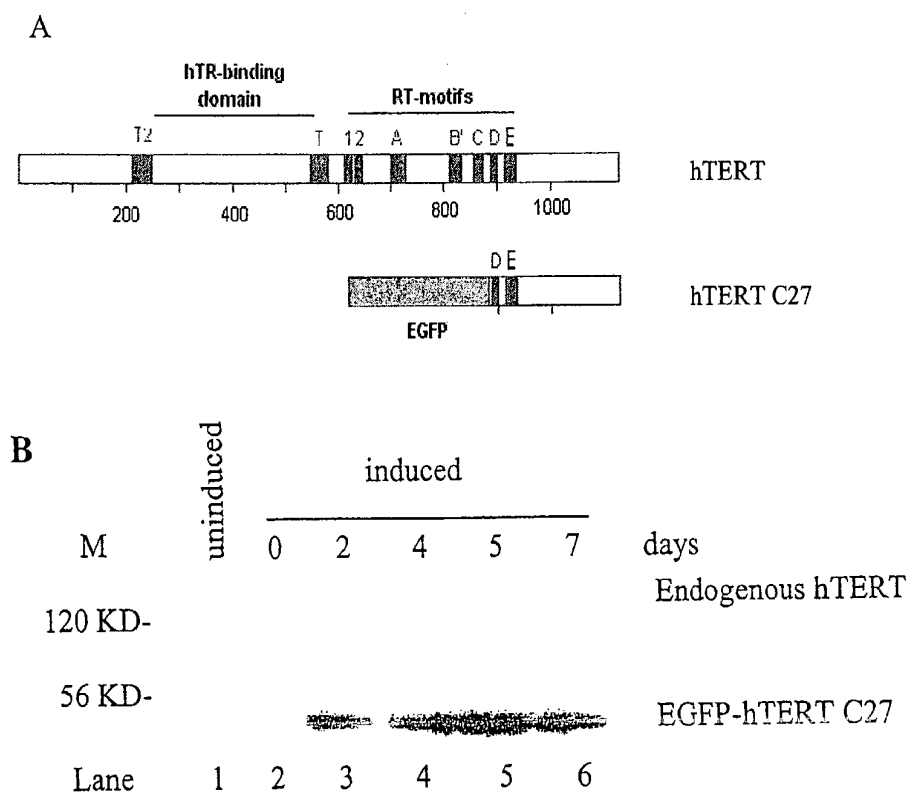 A
hTR-binding
domain
RT-motifs
T2 T 12 A B' C D E
hTERT
200 400 600 800 1000
D E
hTERT C27
EGFP
B
uninduced
induced
M 0 2 4 5 7 days
Endogenous hTERT
120 KD-
56 KD-
EGFP-hTERT C27
Lane 1 2 3 4 5 6